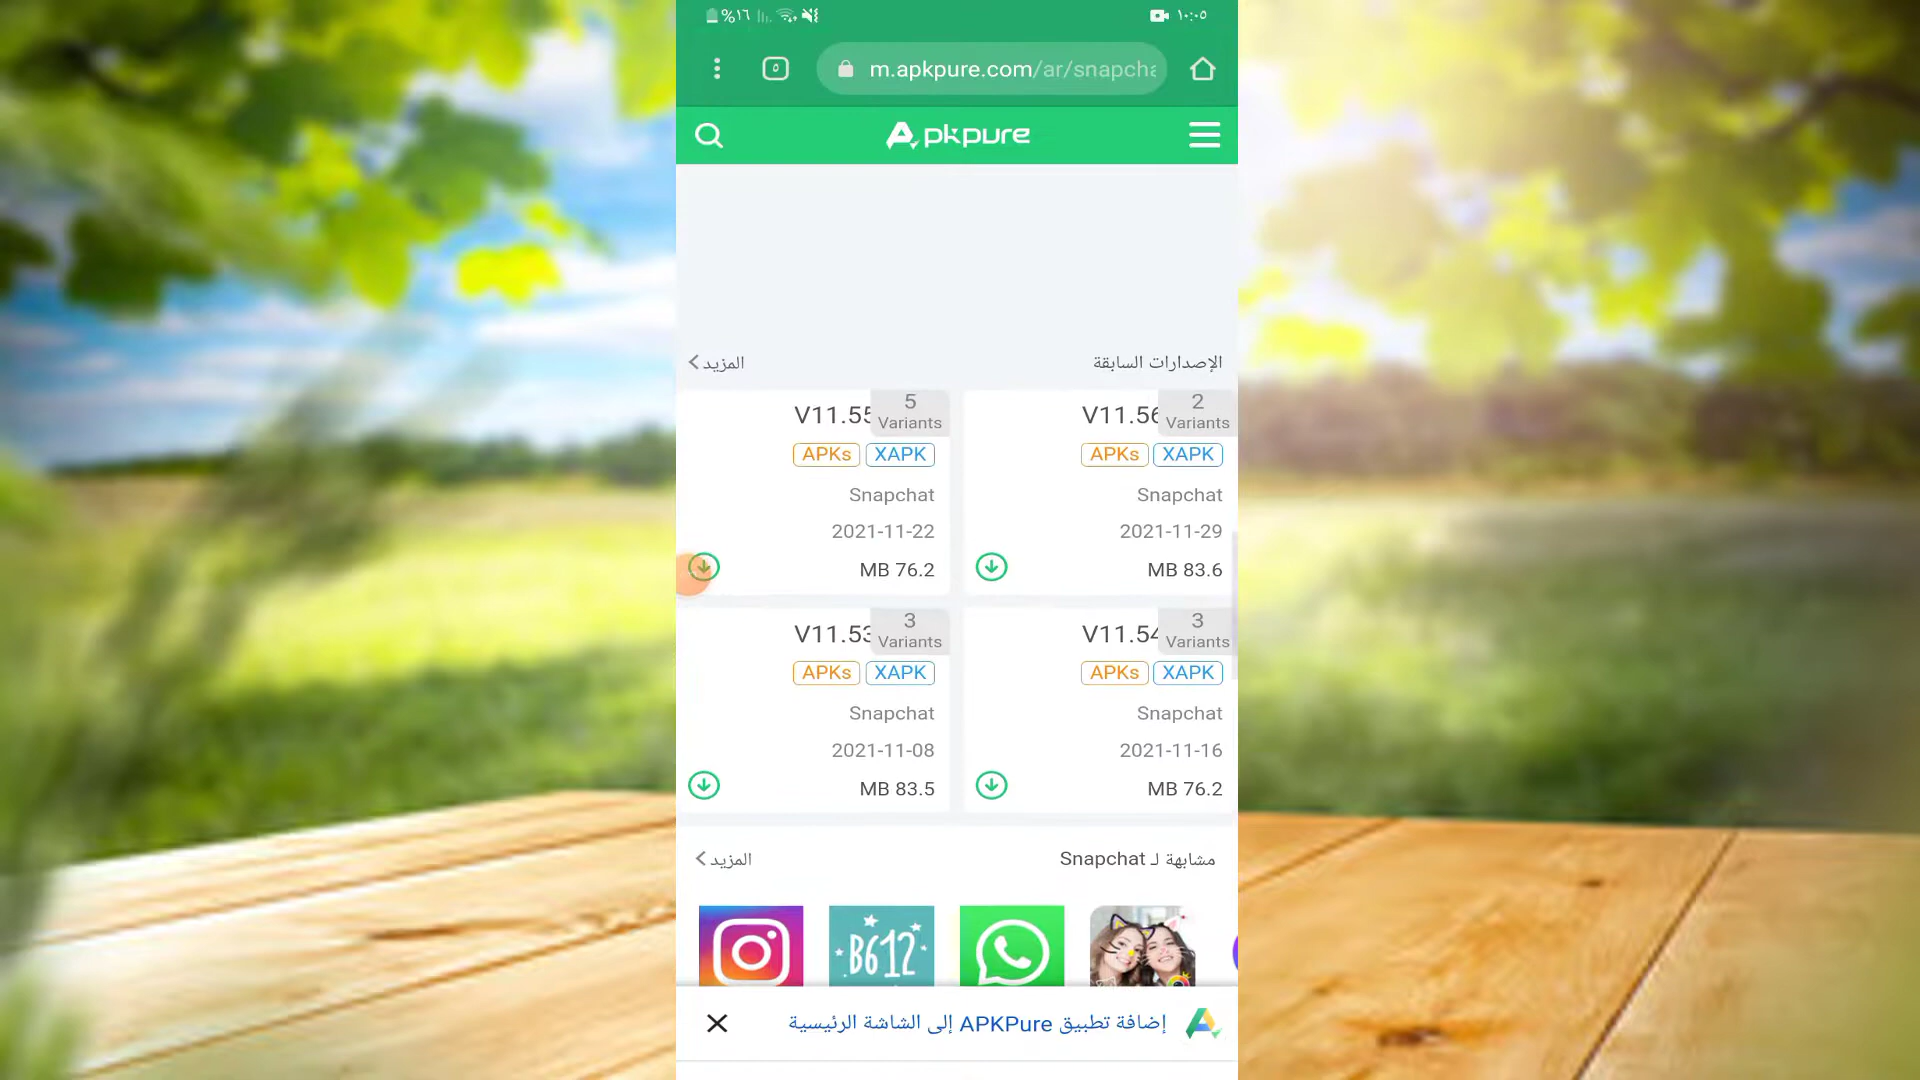 %١٦
١٠:٠٥
٥
m.apkpure.com/ar/snapcha
Apkpure
الإصدارات السابقة
المزيد
V11.56
2
Variants
APKs XAPK
Snapchat
2021-11-29
MB 83.6
V11.55
5
Variants
APKs XAPK
Snapchat
2021-11-22
MB 76.2
V11.54
3
Variants
APKs XAPK
Snapchat
2021-11-16
MB 76.2
V11.53
3
Variants
APKs XAPK
Snapchat
2021-11-08
MB 83.5
مشابهة لـ Snapchat
المزيد
B612
إضافة تطبيق APKPure إلى الشاشة الرئيسية